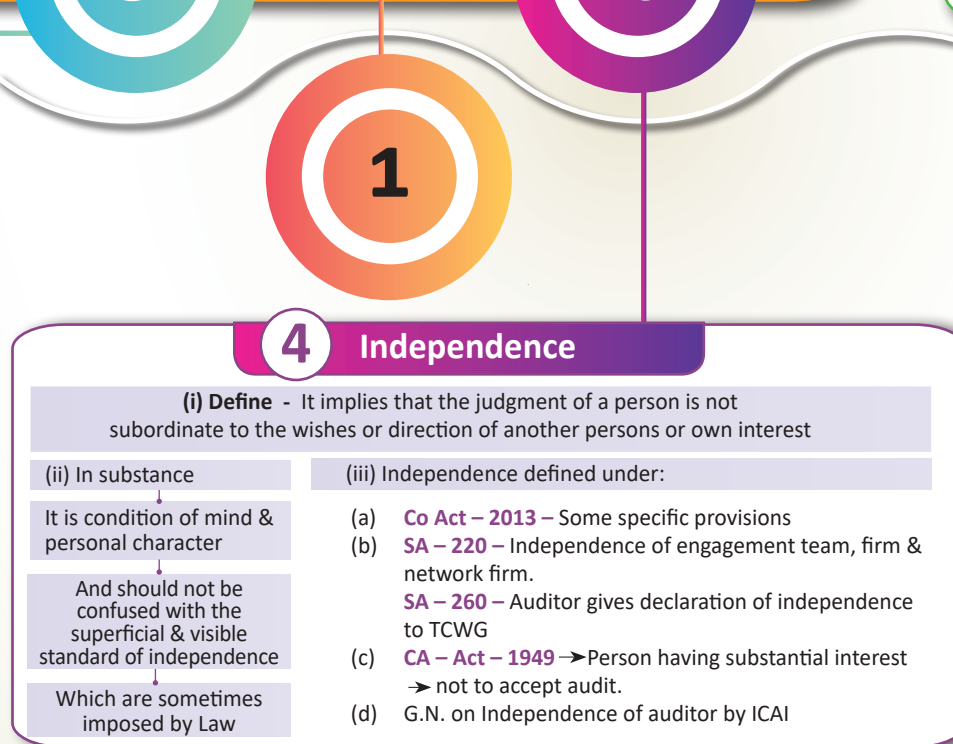 1
4 Independence
(i) Define - It implies that the judgment of a person is not
subordinate to the wishes or direction of another persons or own interest
(ii) In substance
It is condition of mind &
personal character
And should not be
confused with the
superficial & visible
standard of independence
Which are sometimes
imposed by Law
(iii) Independence defined under:
(a) Co Act – 2013 – Some specific provisions
(b) SA – 220 – Independence of engagement team, firm &
network firm.
SA – 260 – Auditor gives declaration of independence
to TCWG
(c) CA – Act – 1949 ➔ Person having substantial interest
➔ not to accept audit.
(d) G.N. on Independence of auditor by ICAI